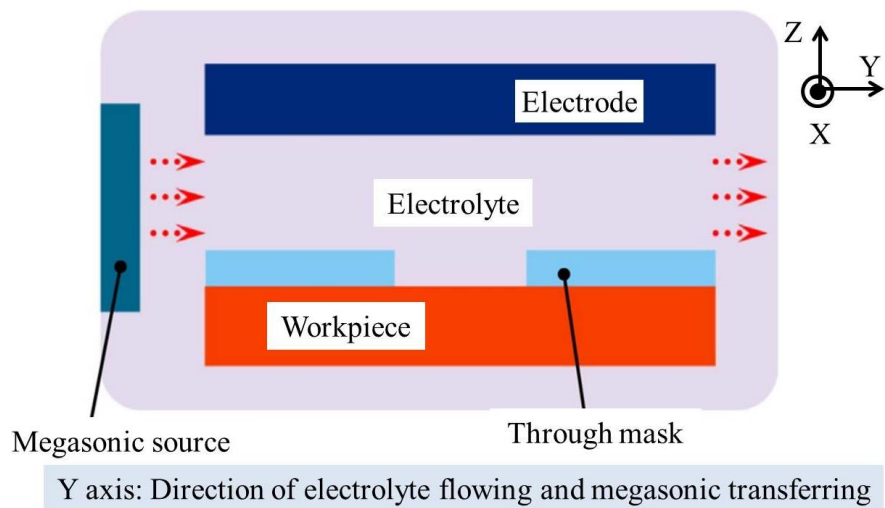 Z
Electrode
Y
X
Electrolyte
Workpiece
Megasonic source
Through mask
Y axis: Direction of electrolyte flowing and megasonic transferring